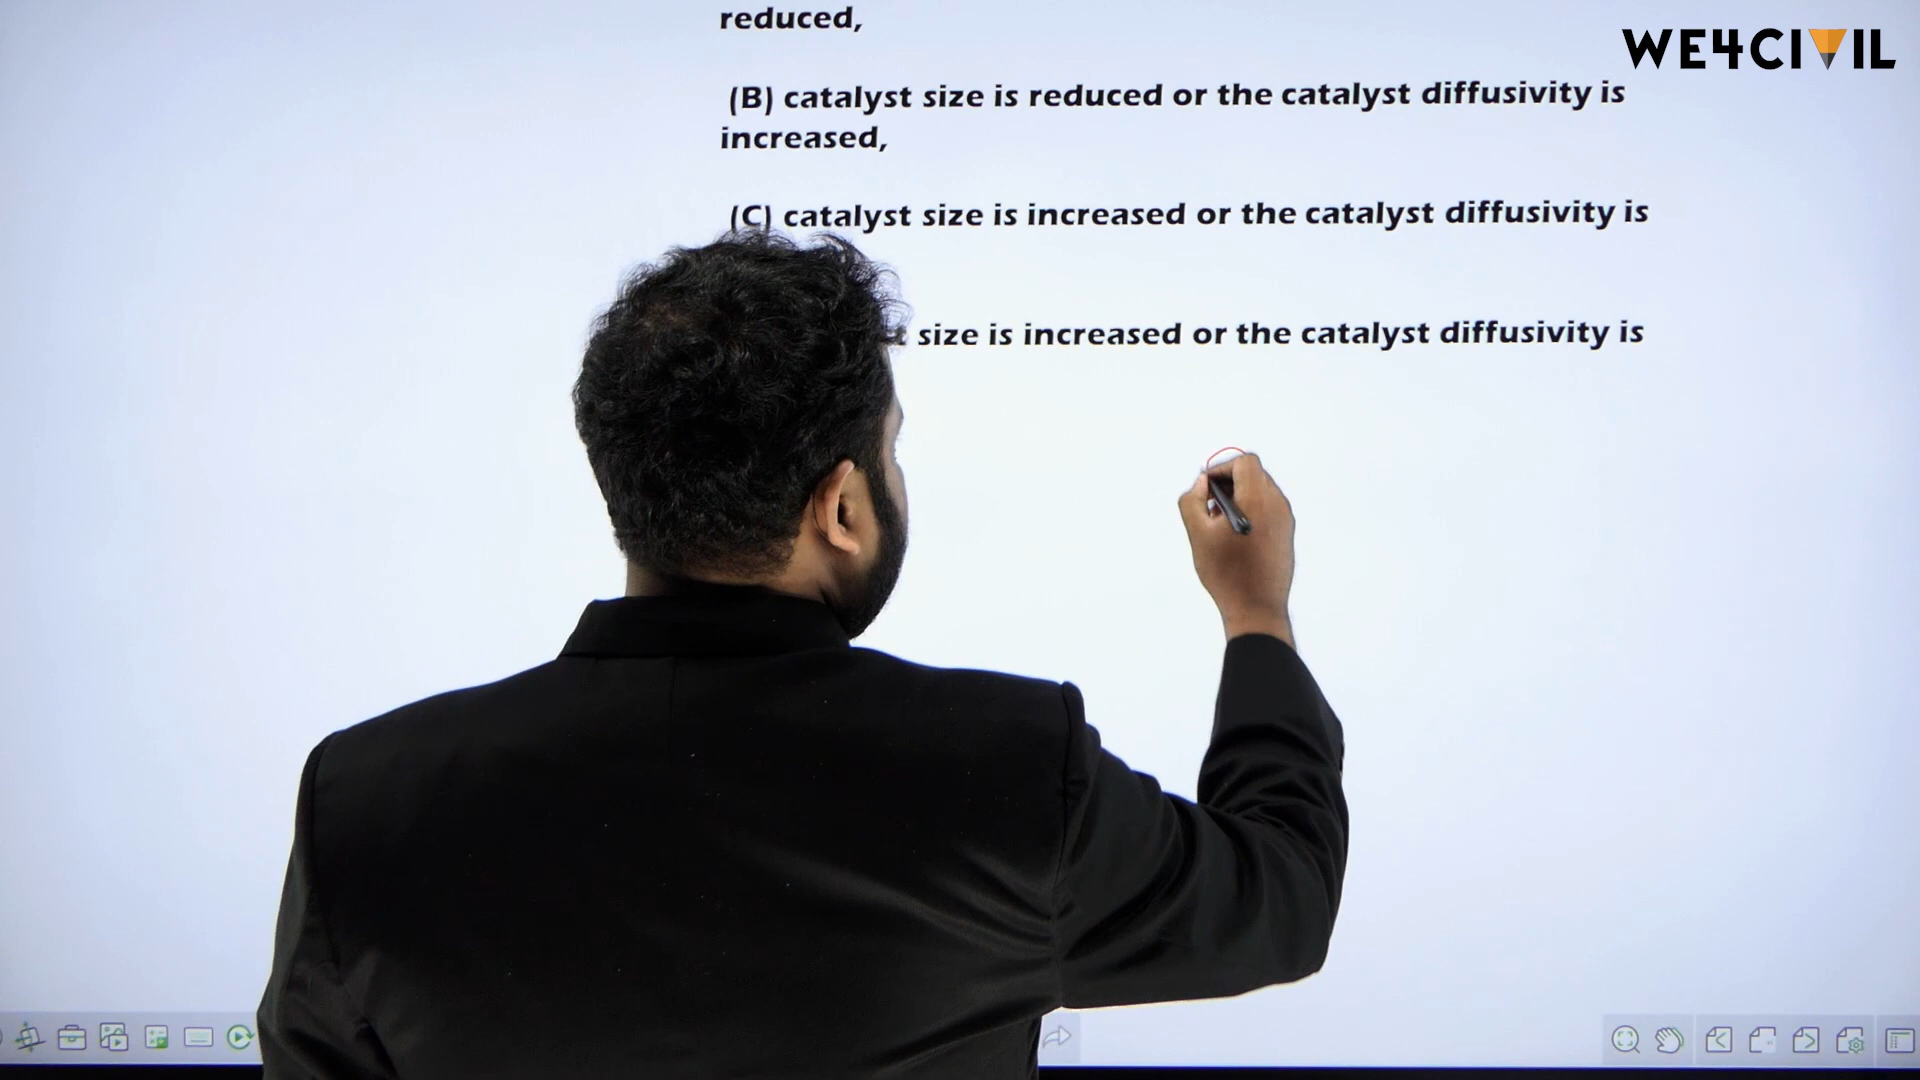 reduced,
WE4CIVIL
(B) catalyst size is reduced or the catalyst diffusivity is
increased,
(C) catalyst size is increased or the catalyst diffusivity is
size is increased or the catalyst diffusivity is